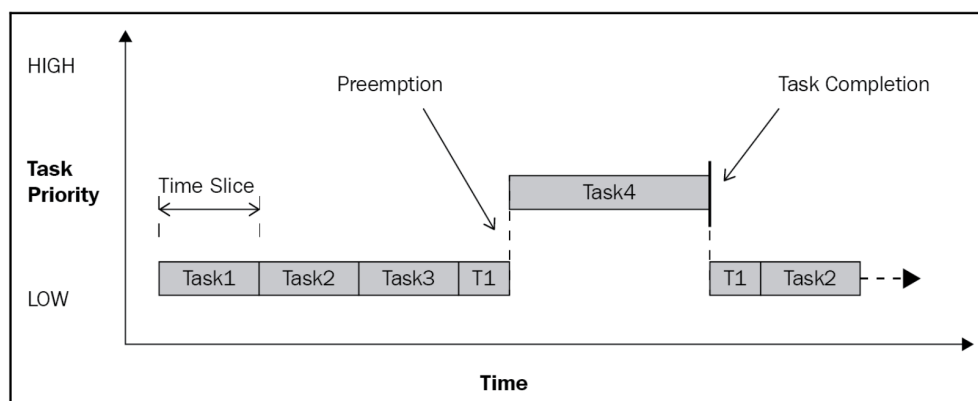 HIGH
Preemption
Task Completion
Task
Priority
Time Slice
Task4
Task1
Task2
Task3
T1
T1
Task2
LOW
Time